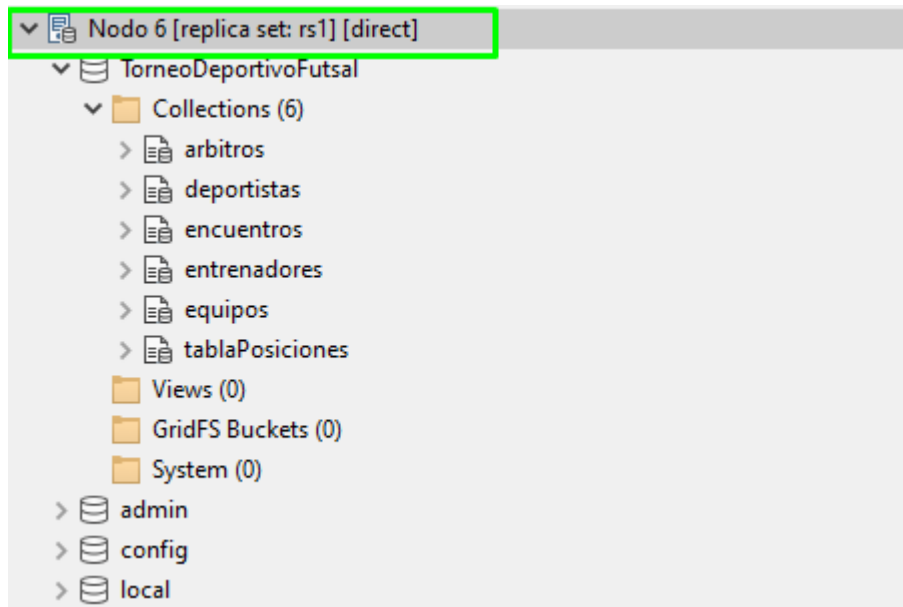 Nodo 6 [replica set: rs1] [direct]
TorneoDeportivoFutsal
Collections (6)
arbitros
deportistas
encuentros
entrenadores
equipos
tablaPosiciones
Views (0)
GridFS Buckets (0)
System (0)
admin
config
local